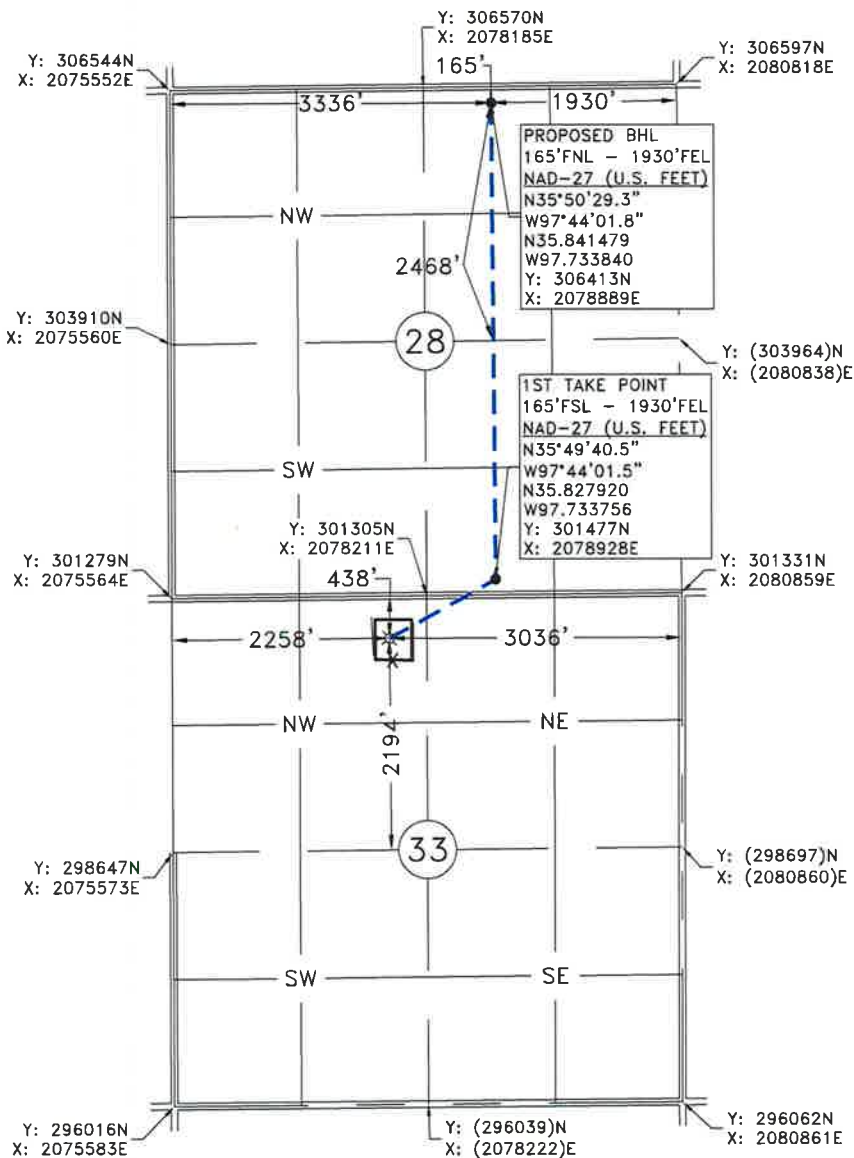 Y: 306570N
X: 2078185E
Y: 306544N
X: 2075552E
Y: 306597N
X: 2080818E
165'
3336'
1930'
PROPOSED BHL
165'FNL - 1930'FEL
NAD-27 (U.S. FEET)
N35°50'29.3"
W97°44'01.8"
N35.841479
W97.733840
Y: 306413N
X: 2078889E
NW
2468'
Y: 303910N
X: 2075560E
28
Y: (303964)N
X: (2080838)E
1ST TAKE POINT
165'FSL - 1930'FEL
NAD-27 (U.S. FEET)
N35°49'40.5"
W97°44'01.5"
N35.827920
W97.733756
Y: 301477N
X: 2078928E
SW
Y: 301305N
X: 2078211E
Y: 301279N
X: 2075564E
438'
Y: 301331N
X: 2080859E
2258'
3036'
X
NW
NE
2194'
Y: 298647N
X: 2075573E
33
Y: (298697)N
X: (2080860)E
SW
SE
Y: 296016N
X: 2075583E
Y: (296039)N
X: (2078222)E
Y: 296062N
X: 2080861E